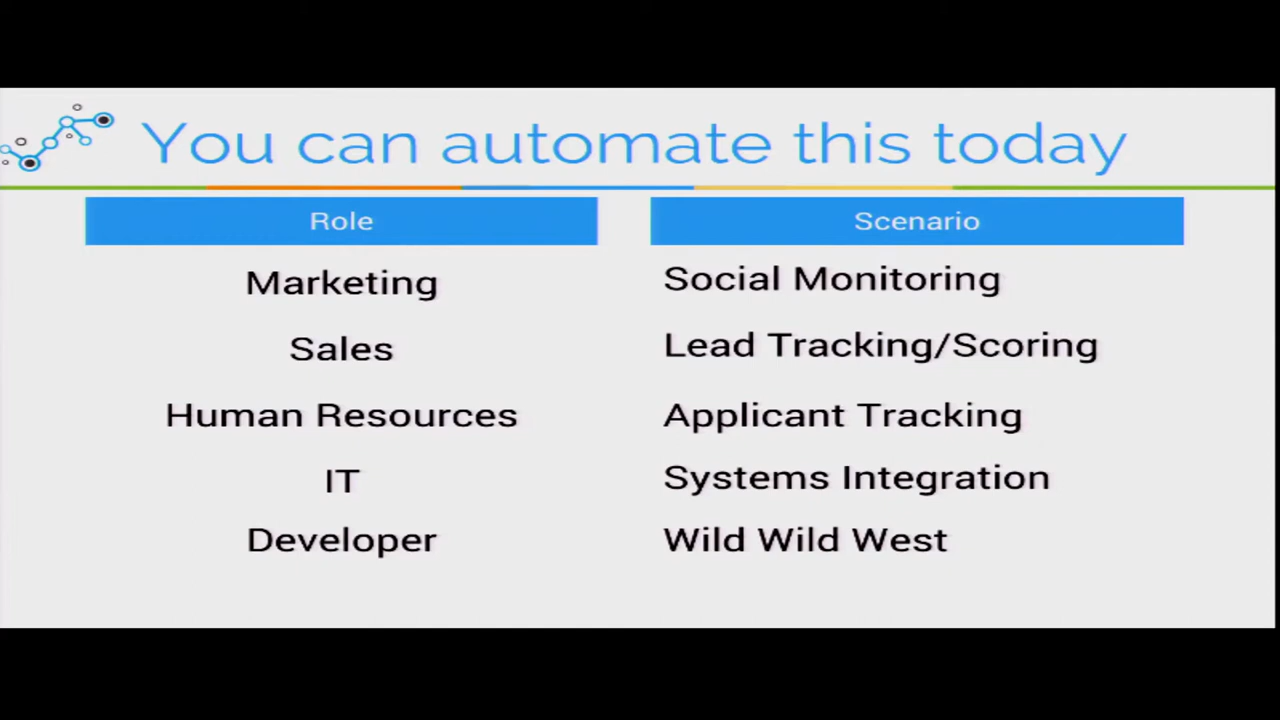 You can automate this today
Role Scenario
Marketing Social Monitoring
Sales Lead Tracking/Scoring
Human Resources Applicant Tracking
IT Systems Integration
Developer Wild Wild West